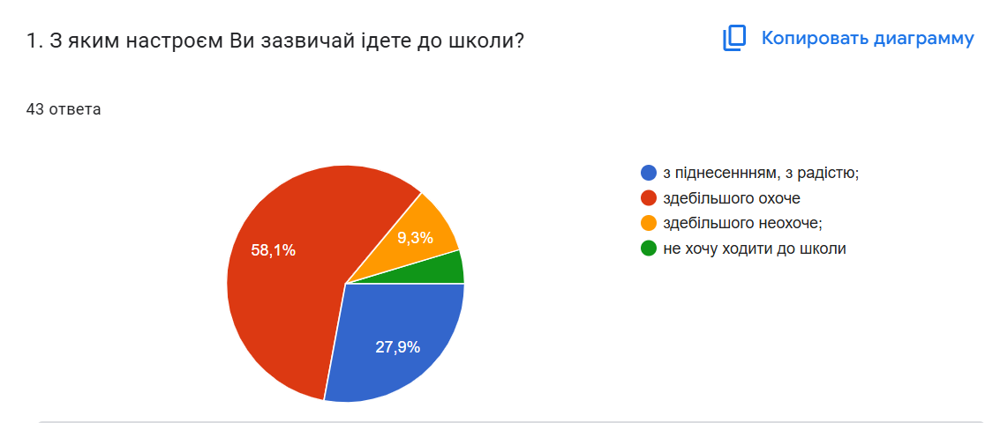 1. З яким настроєм Ви зазвичай ідете до школи?
Копировать диаграмму
43 ответа
з піднесеннням, з радістю;
здебільшого охоче
здебільшого неохоче;
не хочу ходити до школи
58,1%
9,3%
27,9%